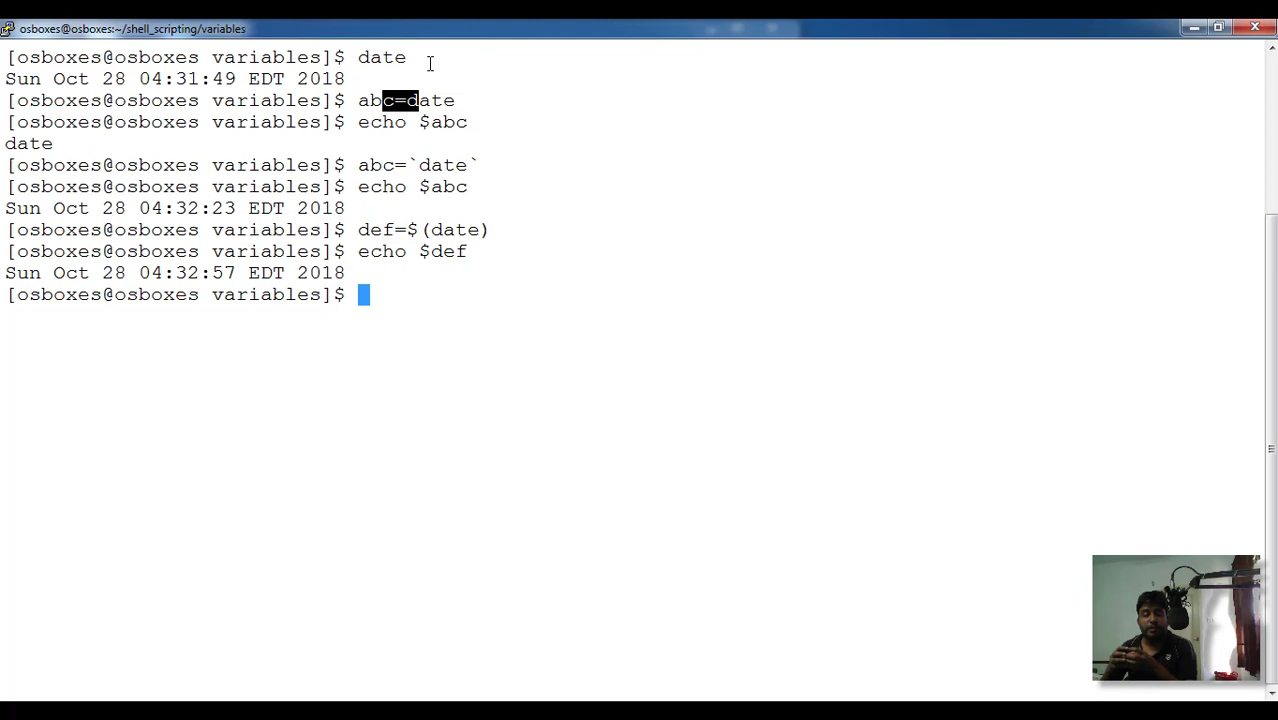 osboxes@osboxes:~/shell_scripting/variables
[osboxes@osboxes variables]$ date
Sun Oct 28 04:31:49 EDT 2018
[osboxes@osboxes variables]$ abc=date
[osboxes@osboxes variables]$ echo $abc
date
[osboxes@osboxes variables]$ abc=`date`
[osboxes@osboxes variables]$ echo $abc
Sun Oct 28 04:32:23 EDT 2018
[osboxes@osboxes variables]$ def=$(date)
[osboxes@osboxes variables]$ echo $def
Sun Oct 28 04:32:57 EDT 2018
[osboxes@osboxes variables]$